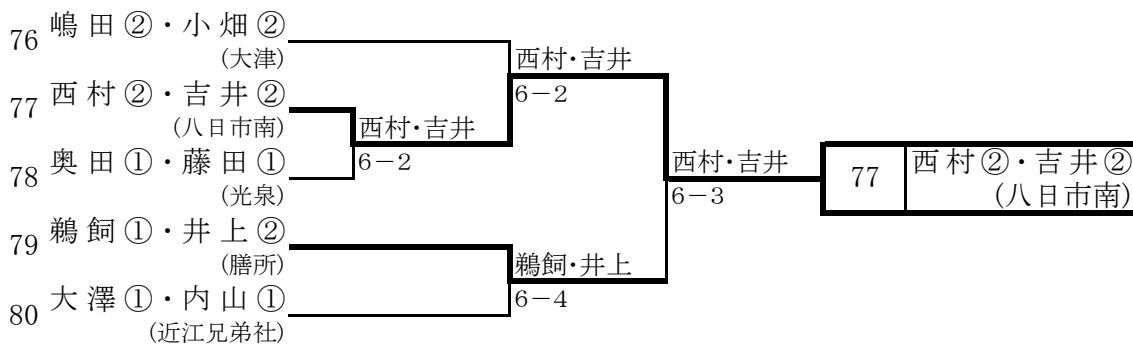 76 嶋田②・小畑②
(大津)
77 西村②・吉井②
(八日市南)
78 奥田①・藤田①
(光泉)
79 鵜飼①・井上②
(膳所)
80 大澤①・内山①
(近江兄弟社)
西村・吉井
6-2
西村・吉井
6-2
鵜飼・井上
6-4
西村・吉井
6-3
77 西村②・吉井②
(八日市南)